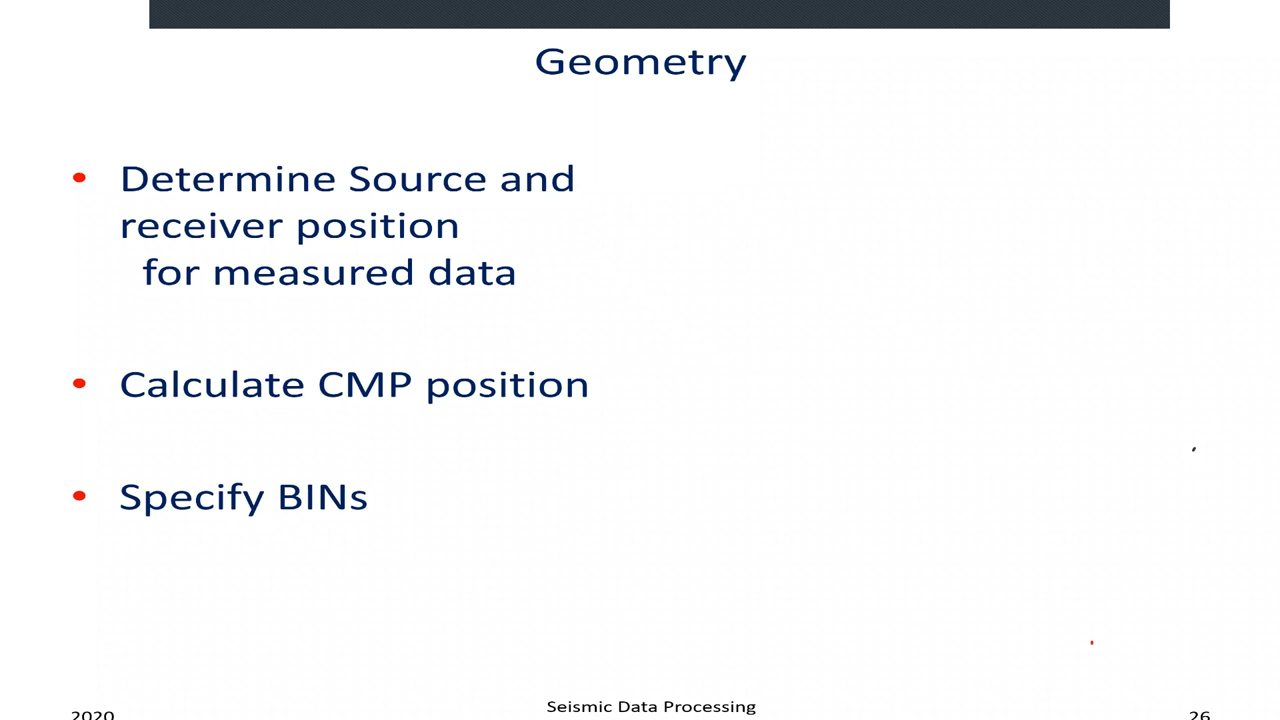 Geometry
• Determine Source and
receiver position
for measured data
• Calculate CMP position
• Specify BINs
2020
Seismic Data Processing
26